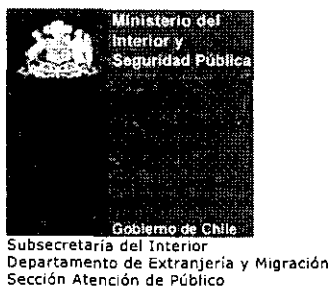 Ministerio del
Interior y
Seguridad Pública
Gobierno de Chile
Subsecretaría del Interior
Departamento de Extranjería y Migración
Sección Atención de Público